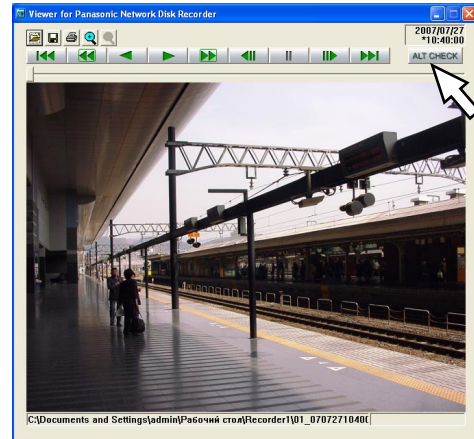 Viewer for Panasonic Network Disk Recorder
2007/07/27
*10:40:00
ALT CHECK
C:\Documents and Settings\admin\Рабочий стол\Recorder1\01_0707271040(